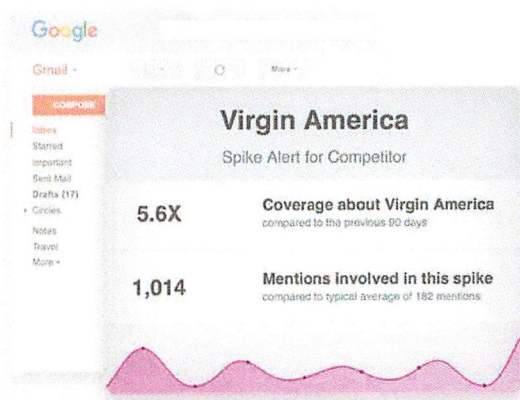 Google
Gmail
More
COMPOSE
Inbox
Starred
Important
Sent Mail
Drafts (17)
Circles
Notes
Travel
More
Virgin America
Spike Alert for Competitor
5.6X
Coverage about Virgin America
compared to the previous 90 days
1,014
Mentions involved in this spike
compared to typical average of 182 mentions